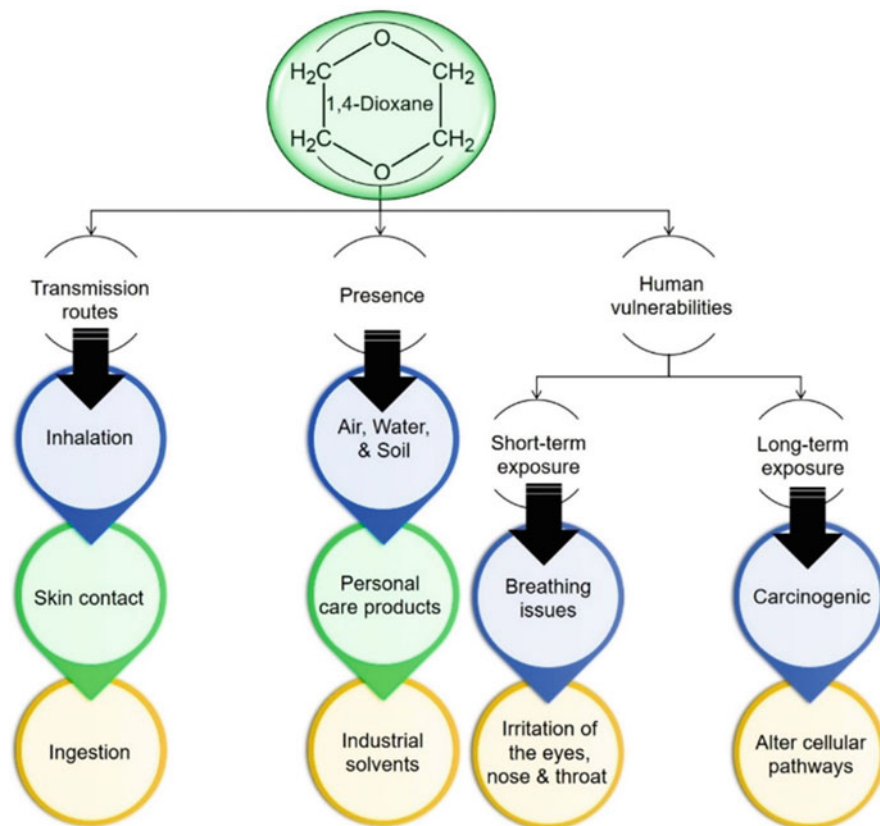 O
H₂C CH₂
1,4-Dioxane
H₂C CH₂
O
Transmission
routes
Presence
Human
vulnerabilities
Inhalation
Air, Water,
& Soil
Short-term
exposure
Long-term
exposure
Skin contact
Personal
care products
Breathing
issues
Carcinogenic
Ingestion
Industrial
solvents
Irritation of
the eyes,
nose & throat
Alter cellular
pathways